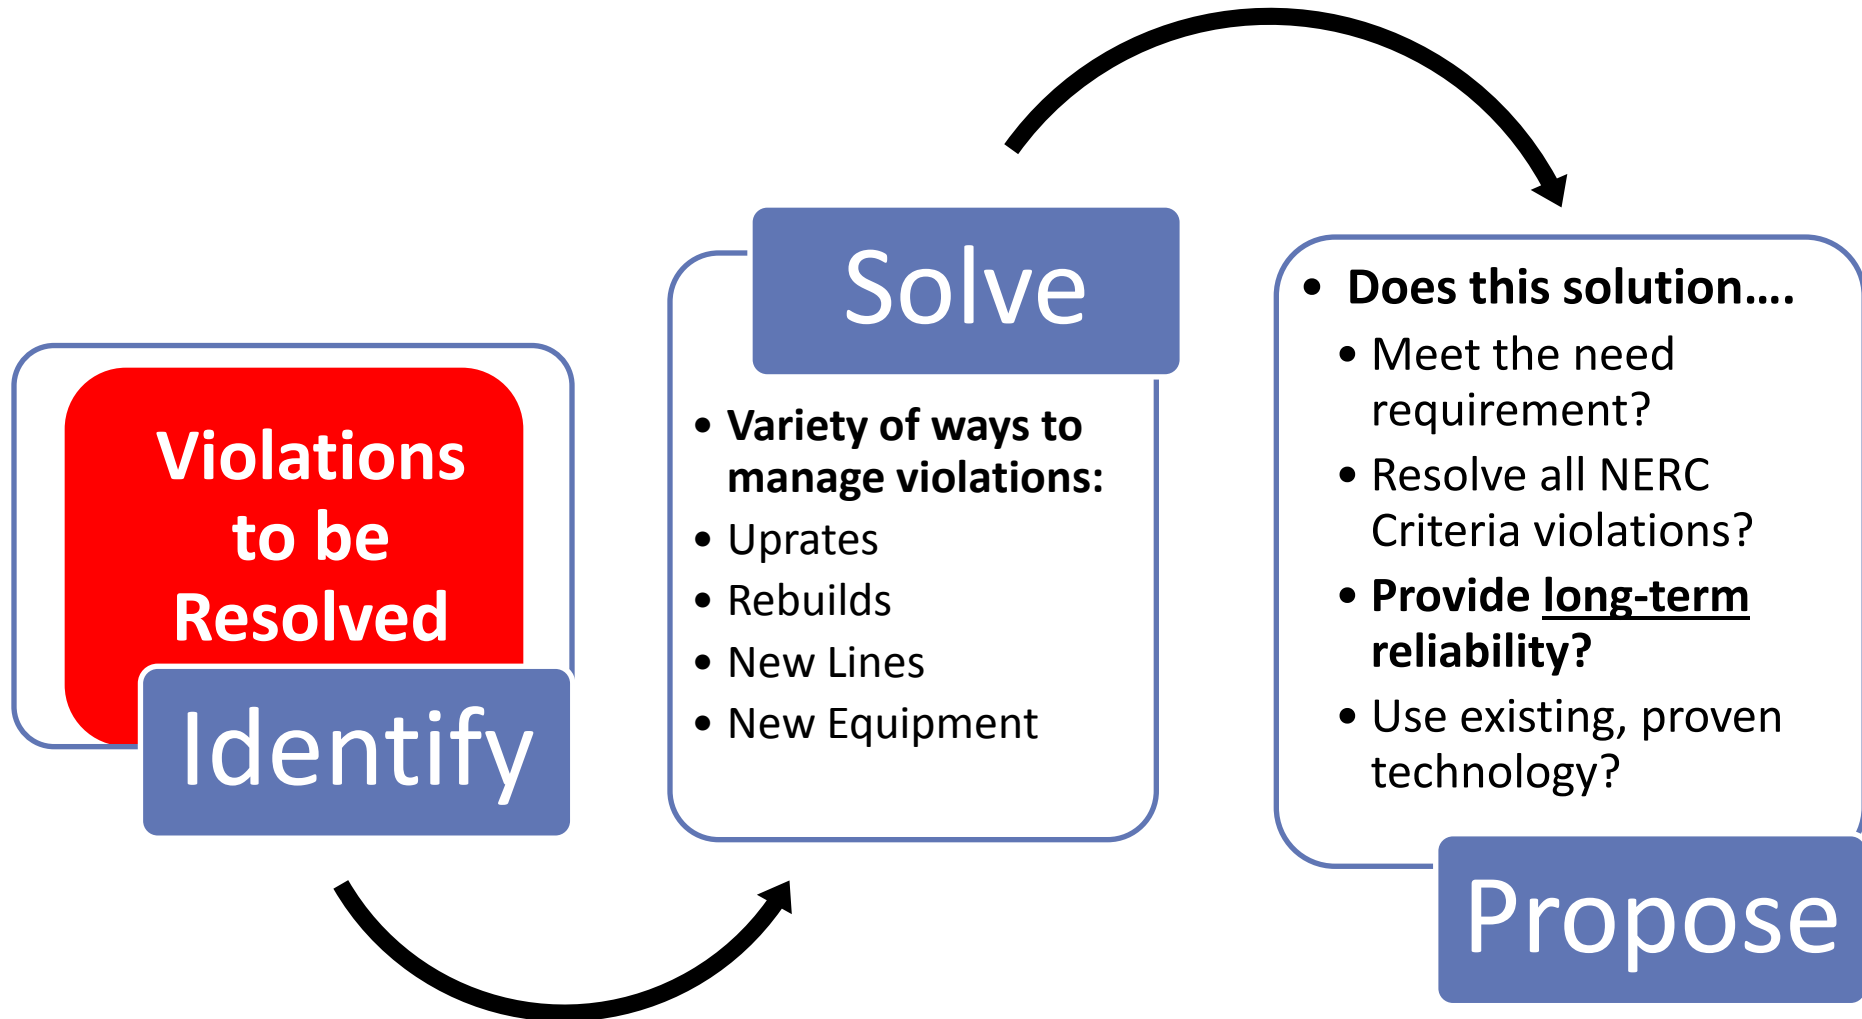 Violations
to be
Resolved
Identify
Solve
• Variety of ways to
manage violations:
• Uprates
• Rebuilds
• New Lines
• New Equipment
• Does this solution....
• Meet the need
requirement?
• Resolve all NERC
Criteria violations?
• Provide long-term
reliability?
• Use existing, proven
technology?
Propose